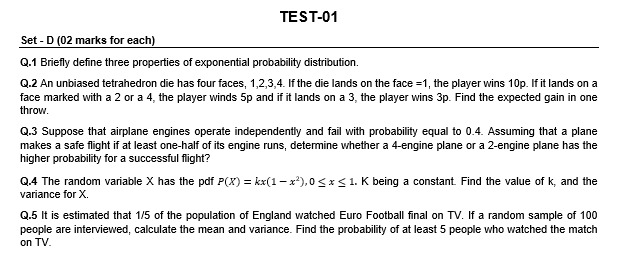 TEST-01
Set - D (02 marks for each)
Q.1 Briefly define three properties of exponential probability distribution.
Q.2 An unbiased tetrahedron die has four faces, 1,2,3,4. If the die lands on the face =1, the player wins 10p. If it lands on a
face marked with a 2 or a 4, the player winds 5p and if it lands on a 3, the player wins 3p. Find the expected gain in one
throw.
Q.3 Suppose that airplane engines operate independently and fail with probability equal to 0.4. Assuming that a plane
makes a safe flight if at least one-half of its engine runs, determine whether a 4-engine plane or a 2-engine plane has the
higher probability for a successful flight?
Q.4 The random variable X has the pdf P(X) = kx(1 − x²), 0 ≤ x ≤ 1. K being a constant. Find the value of k, and the
variance for X.
Q.5 It is estimated that 1/5 of the population of England watched Euro Football final on TV. If a random sample of 100
people are interviewed, calculate the mean and variance. Find the probability of at least 5 people who watched the match
on TV.